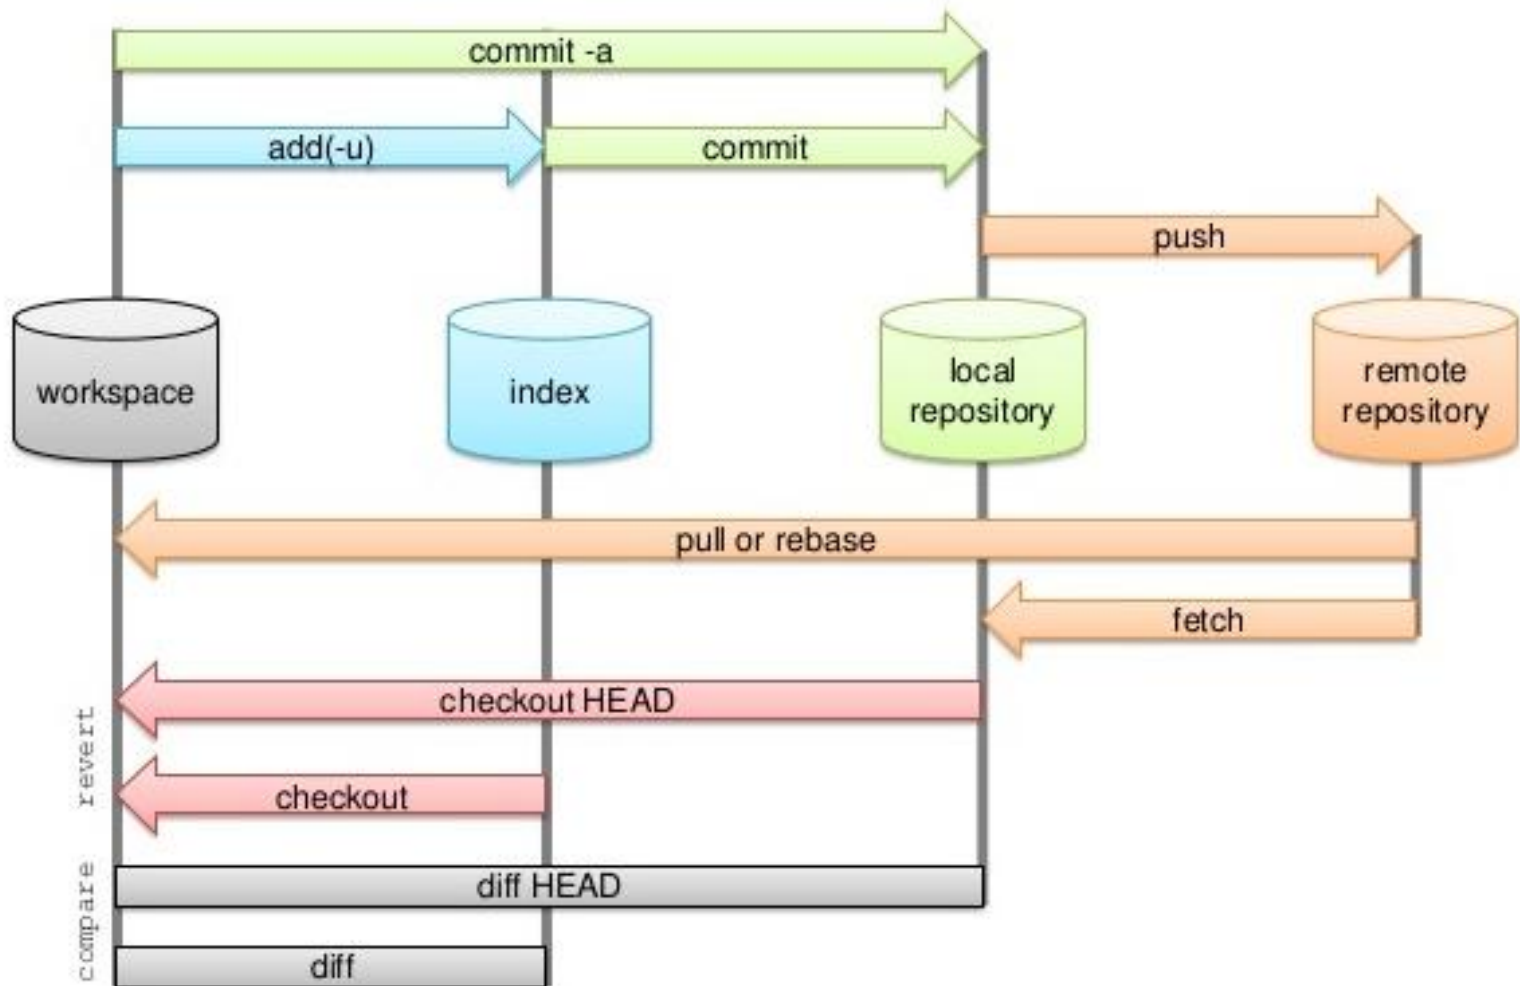 commit -a
add(-u)
commit
push
workspace
index
local
repository
remote
repository
pull or rebase
fetch
revert
checkout HEAD
checkout
compare
diff HEAD
diff